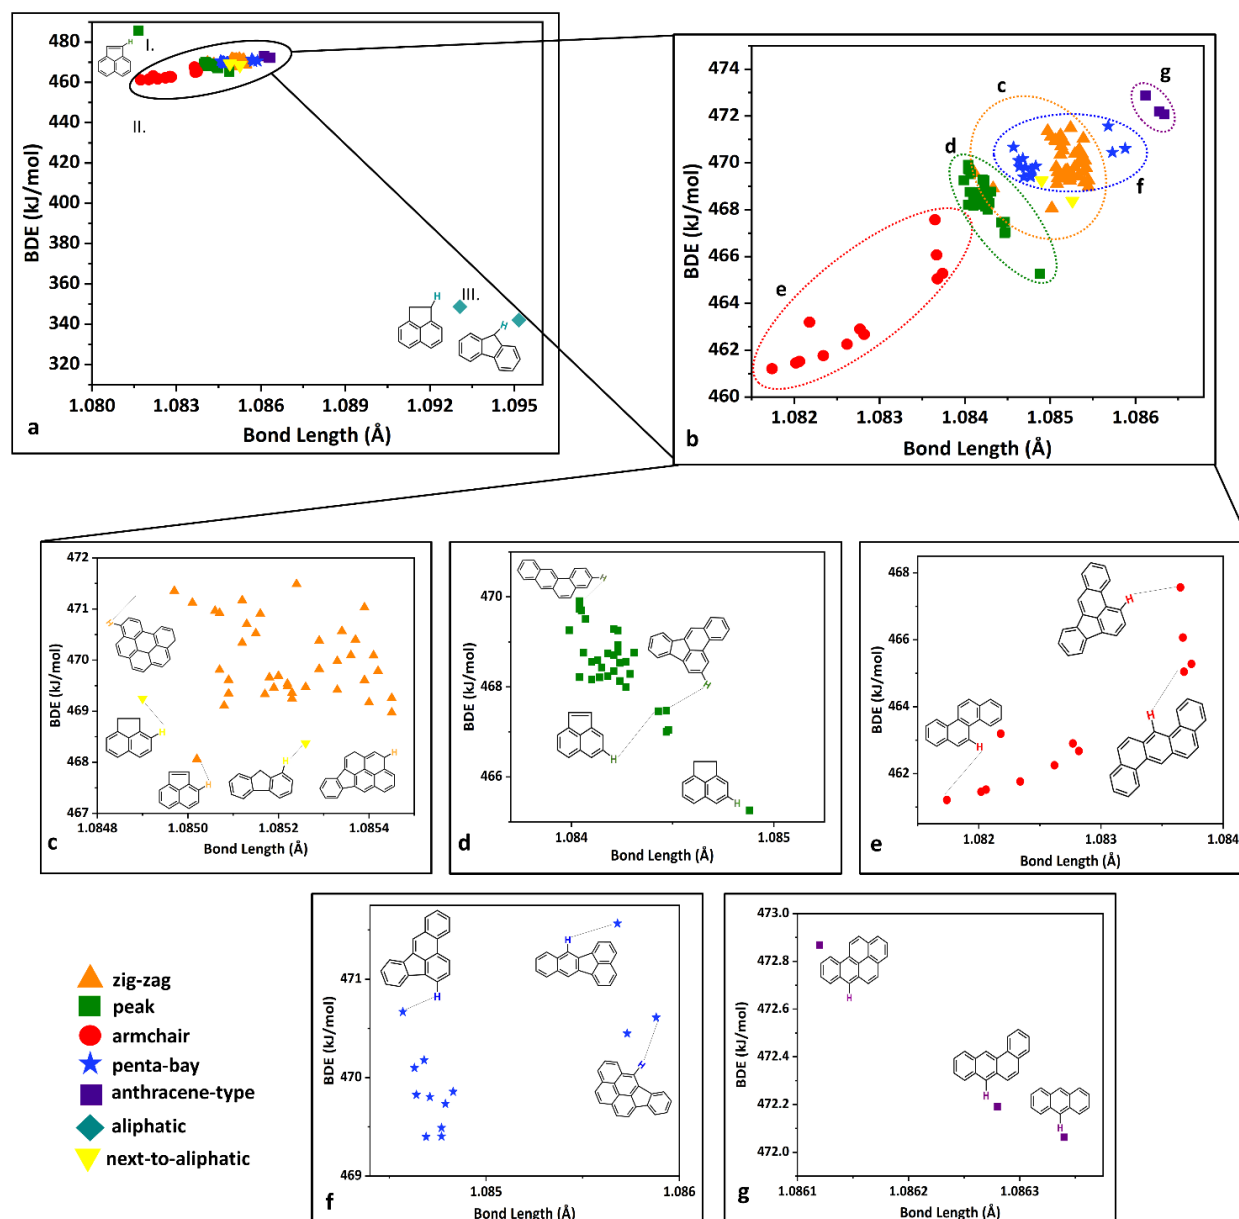 480
460
440
420
400
380
360
340
320
BDE (kJ/mol)
1.080 1.083 1.086 1.089 1.092 1.095
Bond Length (Å)
a
H
I.
II.
III.
H
H
474
472
470
468
466
464
462
460
BDE (kJ/mol)
1.082 1.083 1.084 1.085 1.086
Bond Length (Å)
b
c
d
e
f
g
472
471
470
469
468
467
BDE (kJ/mol)
1.0848 1.0850 1.0852 1.0854
Bond Length (Å)
c
H
H
H
H
H
470
468
466
BDE (kJ/mol)
1.084 1.085
Bond Length (Å)
d
H
H
H
H
468
466
464
462
BDE (kJ/mol)
1.082 1.083 1.084
Bond Length (Å)
e
H
H
H
zig-zag
peak
armchair
penta-bay
anthracene-type
aliphatic
next-to-aliphatic
471
470
469
BDE (kJ/mol)
1.085 1.086
Bond Length (Å)
f
H
H
H
473.0
472.8
472.6
472.4
472.2
472.0
BDE (kJ/mol)
1.0861 1.0862 1.0863
Bond Length (Å)
g
H
H
H